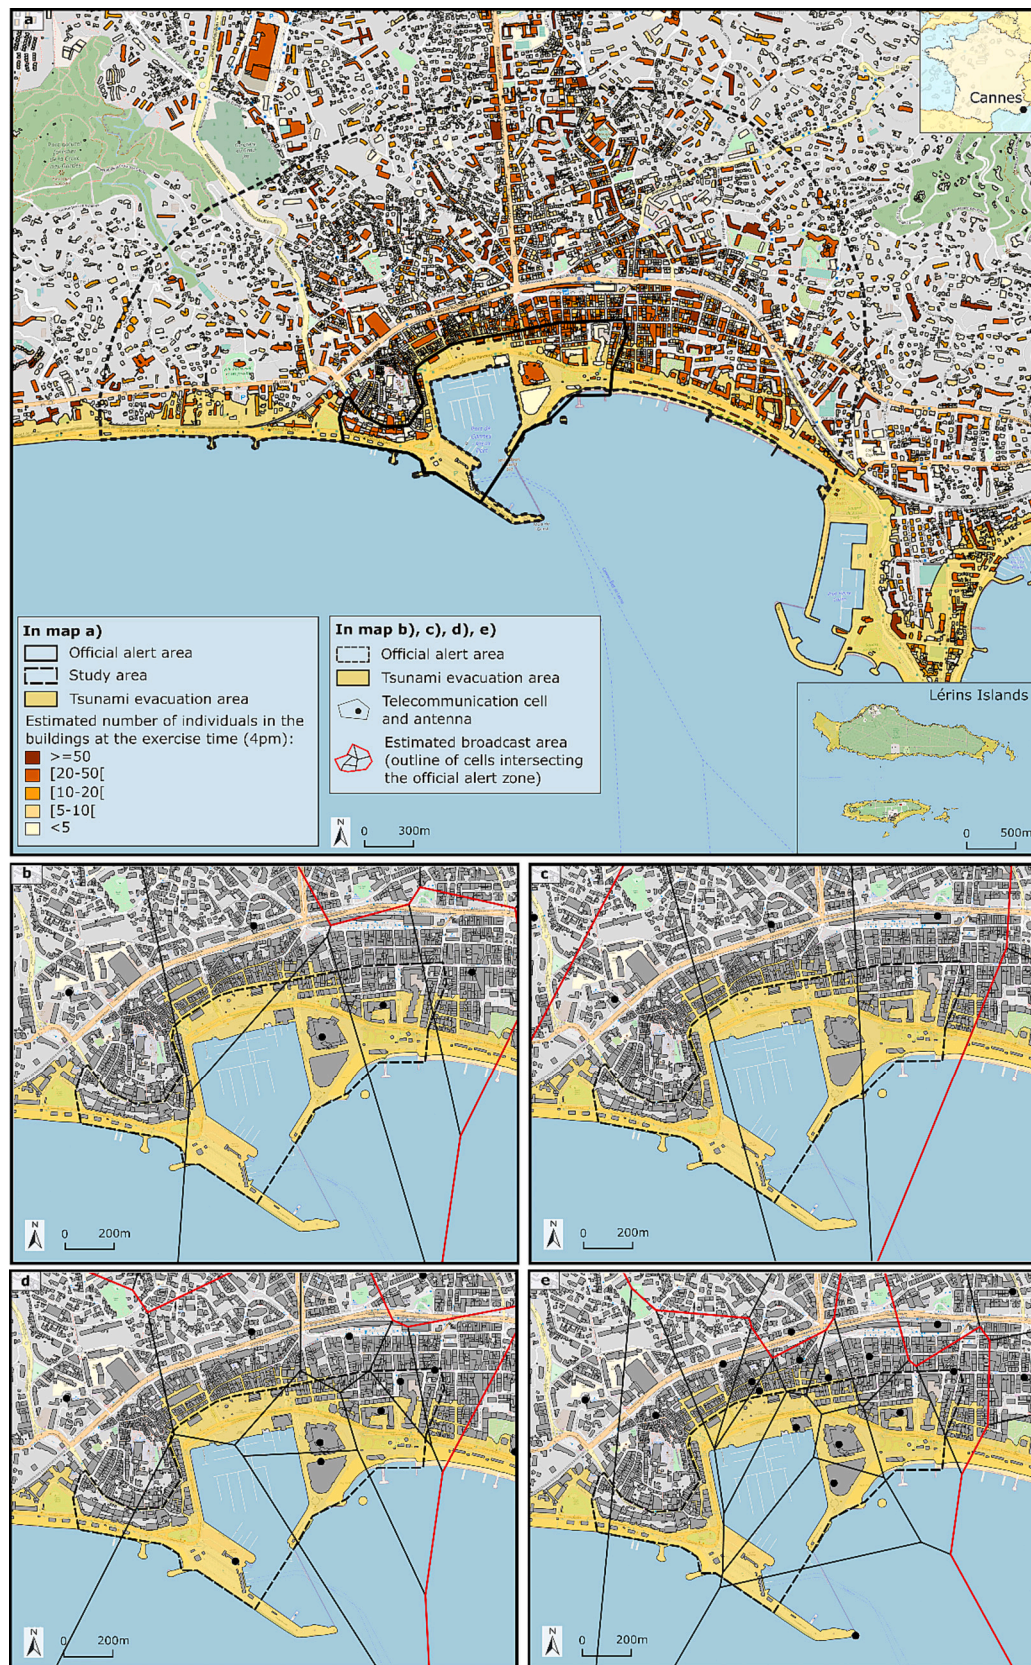 a
Cannes
In map a)
Official alert area
Study area
Tsunami evacuation area
Estimated number of individuals in the
buildings at the exercise time (4pm):
>=50
[20-50[
[10-20[
[5-10[
<5
In map b), c), d), e)
Official alert area
Tsunami evacuation area
Telecommunication cell
and antenna
Estimated broadcast area
(outline of cells intersecting
the official alert zone)
N
0 300m
Lérins Islands
0 500m
b
N
0 200m
c
N
0 200m
d
N
0 200m
e
N
0 200m